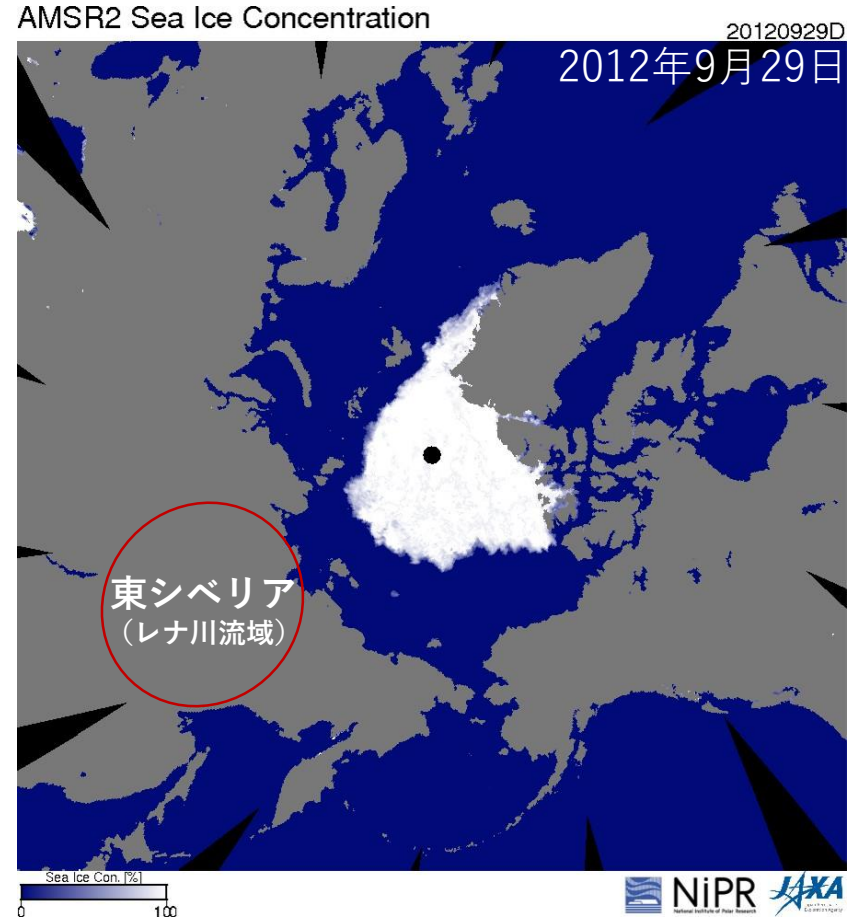 AMSR2 Sea Ice Concentration
20120929D
2012年9月29日
東シベリア
（レナ川流域）
Sea Ice Con. [%]
0 100
NiPR
National Institute of Polar Research
JAXA